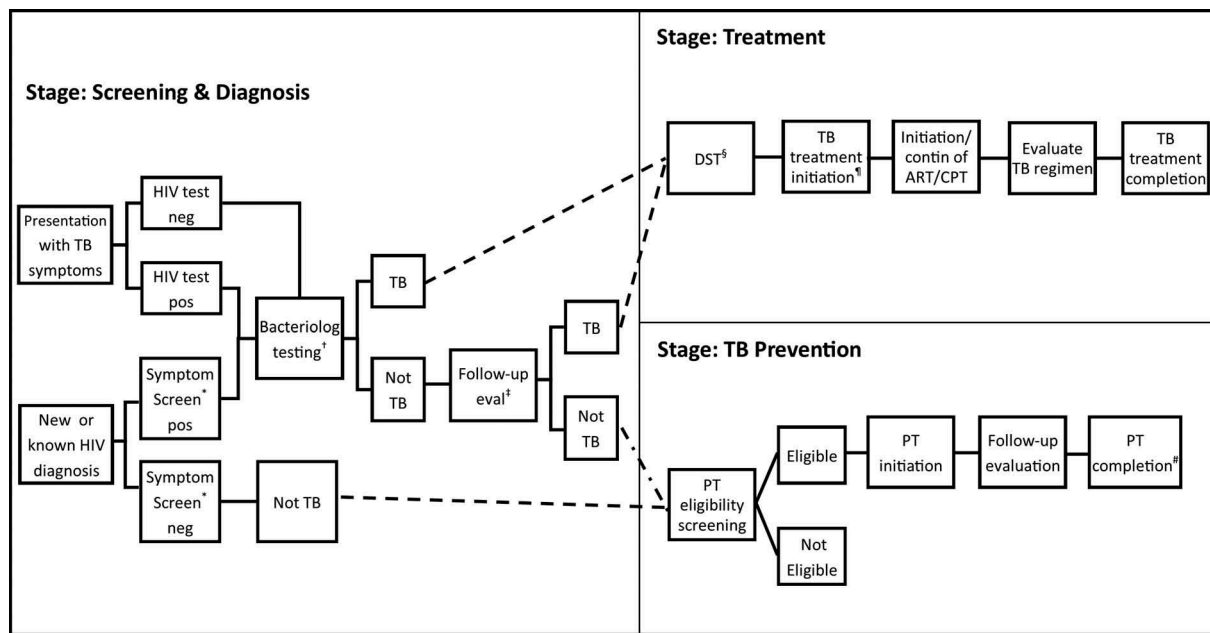 Stage: Screening & Diagnosis
Presentation
with TB
symptoms
HIV test
neg
HIV test
pos
New or
known HIV
diagnosis
Symptom
Screen*
pos
Symptom
Screen*
neg
Bacteriolog
testing†
Not TB
TB
Not
TB
Follow-up
eval‡
TB
Not
TB
Stage: Treatment
DST§
TB
treatment
initiation¶
Initiation/
contin of
ART/CPT
Evaluate
TB regimen
TB
treatment
completion
Stage: TB Prevention
PT
eligibility
screening
Eligible
Not
Eligible
PT
initiation
Follow-up
evaluation
PT
completion#